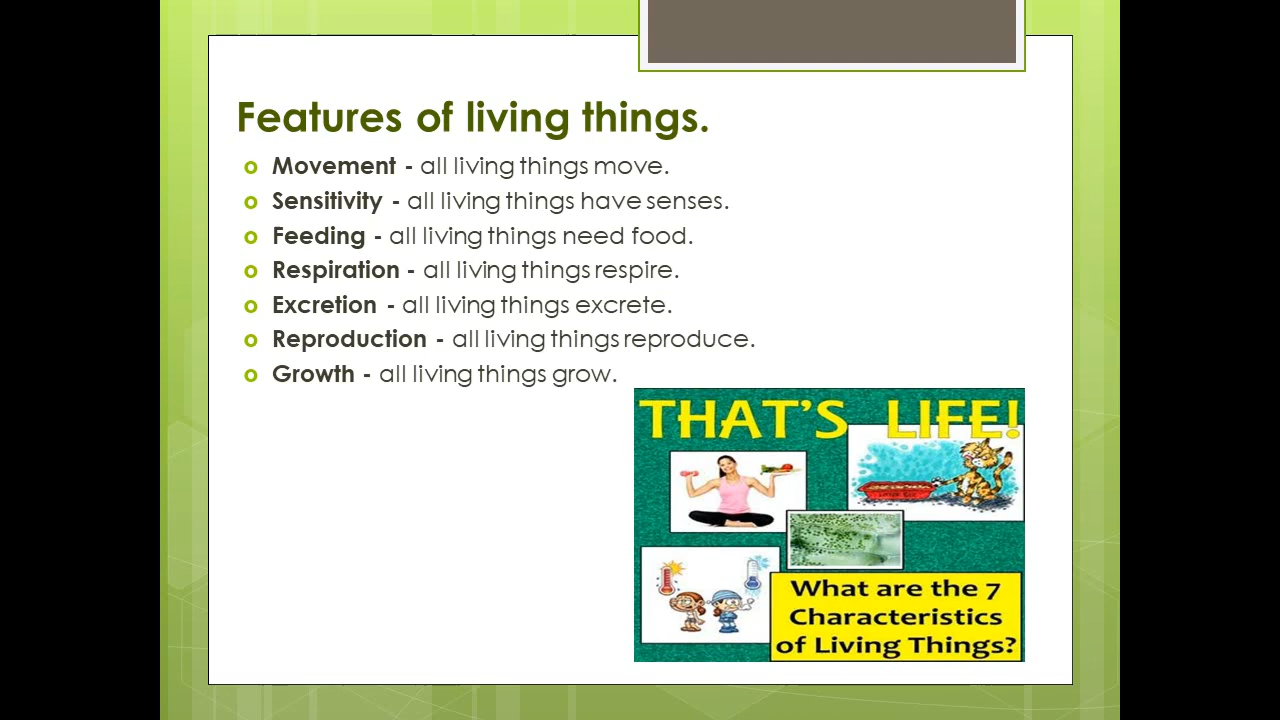 Features of living things.
Movement - all living things move.
Sensitivity - all living things have senses.
Feeding - all living things need food.
Respiration - all living things respire.
Excretion - all living things excrete.
Reproduction - all living things reproduce.
Growth - all living things grow.
THAT'S LIFE!
What are the 7
Characteristics
of Living Things?